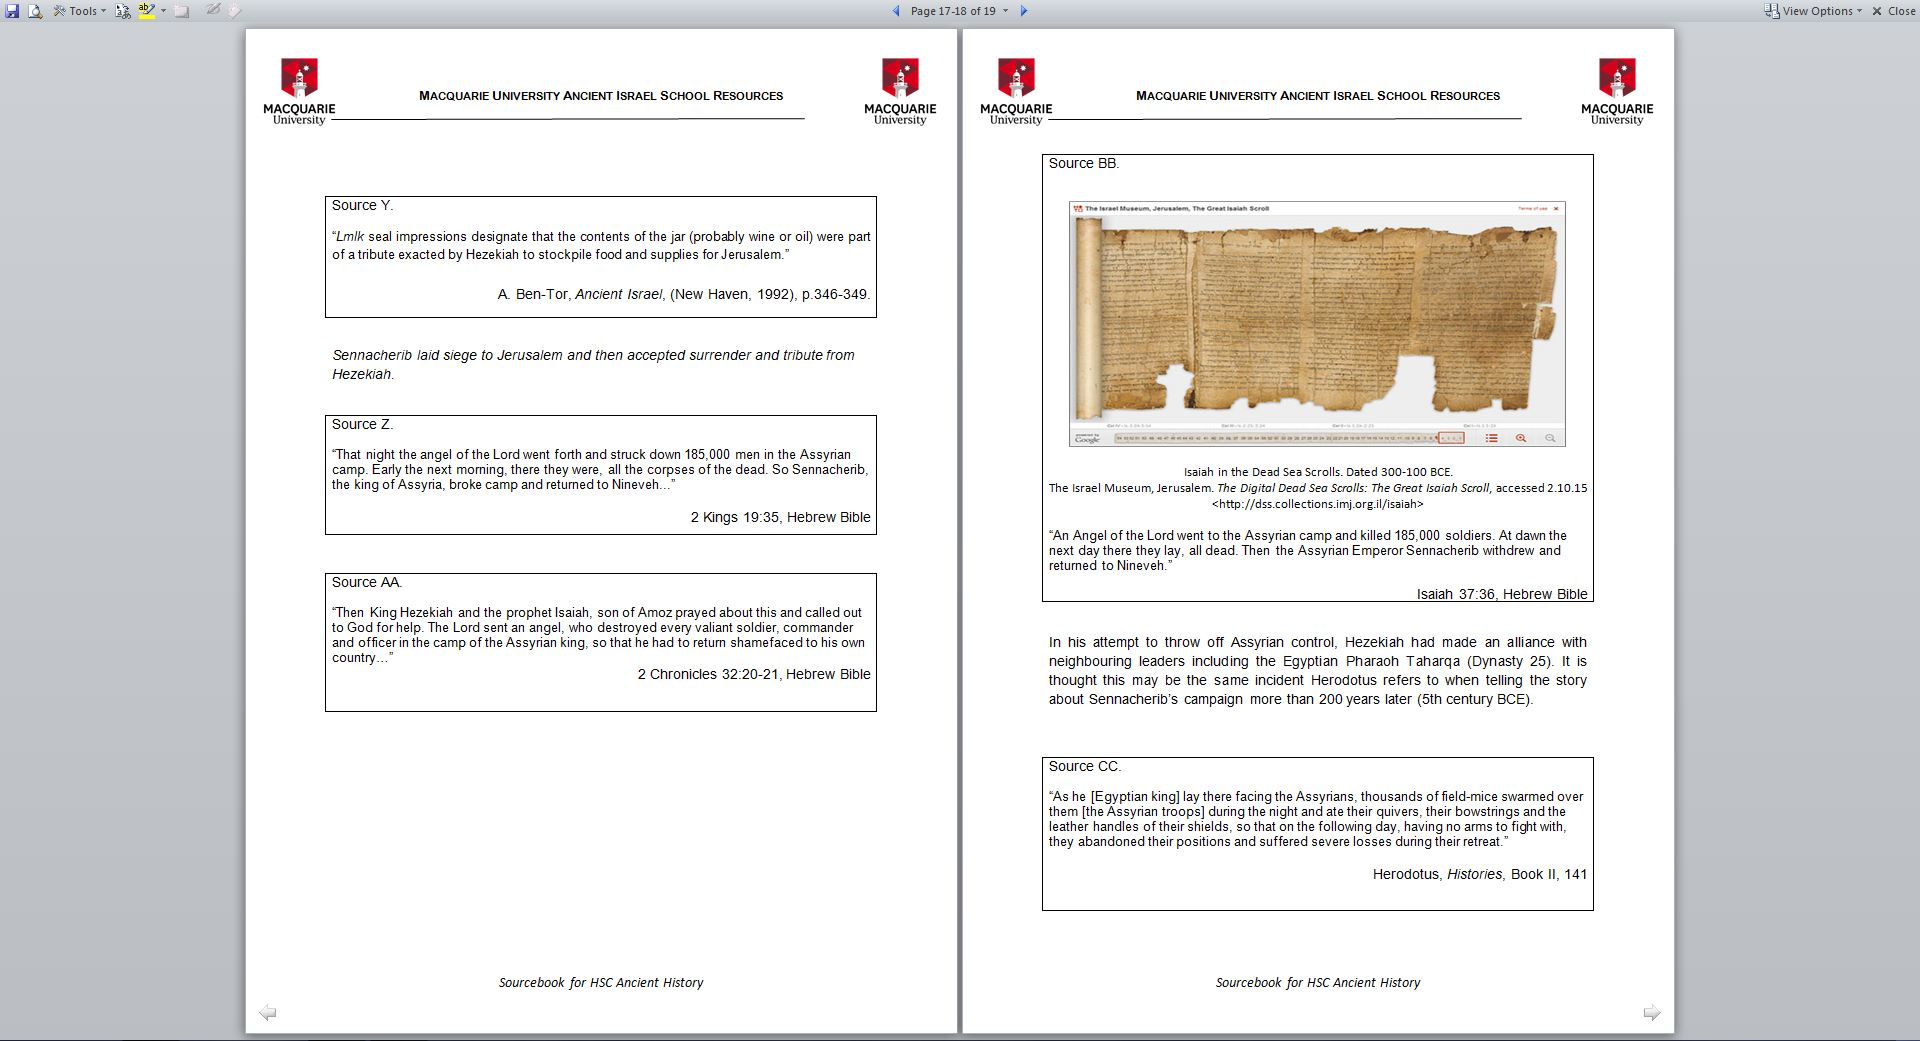 Tools
Page 17-18 of 19
View Options
Close
MACQUARIE
University
MACQUARIE UNIVERSITY ANCIENT ISRAEL SCHOOL RESOURCES
MACQUARIE
University
Source Y.
“Lmlk seal impressions designate that the contents of the jar (probably wine or oil) were part
of a tribute exacted by Hezekiah to stockpile food and supplies for Jerusalem.”
A. Ben-Tor, Ancient Israel, (New Haven, 1992), p.346-349.
Sennacherib laid siege to Jerusalem and then accepted surrender and tribute from
Hezekiah.
Source Z.
“That night the angel of the Lord went forth and struck down 185,000 men in the Assyrian
camp. Early the next morning, there they were, all the corpses of the dead. So Sennacherib,
the king of Assyria, broke camp and returned to Nineveh…”
2 Kings 19:35, Hebrew Bible
Source AA.
“Then King Hezekiah and the prophet Isaiah, son of Amoz prayed about this and called out
to God for help. The Lord sent an angel, who destroyed every valiant soldier, commander
and officer in the camp of the Assyrian king, so that he had to return shamefaced to his own
country…”
2 Chronicles 32:20-21, Hebrew Bible
Sourcebook for HSC Ancient History
MACQUARIE
University
MACQUARIE UNIVERSITY ANCIENT ISRAEL SCHOOL RESOURCES
MACQUARIE
University
Source BB.
The Israel Museum, Jerusalem, The Great Isaiah Scroll
Terms of use
Google
Isaiah in the Dead Sea Scrolls. Dated 300-100 BCE.
The Israel Museum, Jerusalem. The Digital Dead Sea Scrolls: The Great Isaiah Scroll, accessed 2.10.15
<http://dss.collections.imj.org.il/isaiah>
“An Angel of the Lord went to the Assyrian camp and killed 185,000 soldiers. At dawn the
next day there they lay, all dead. Then the Assyrian Emperor Sennacherib withdrew and
returned to Nineveh.”
Isaiah 37:36, Hebrew Bible
In his attempt to throw off Assyrian control, Hezekiah had made an alliance with
neighbouring leaders including the Egyptian Pharaoh Taharqa (Dynasty 25). It is
thought this may be the same incident Herodotus refers to when telling the story
about Sennacherib’s campaign more than 200 years later (5th century BCE).
Source CC.
“As he [Egyptian king] lay there facing the Assyrians, thousands of field-mice swarmed over
them [the Assyrian troops] during the night and ate their quivers, their bowstrings and the
leather handles of their shields, so that on the following day, having no arms to fight with,
they abandoned their positions and suffered severe losses during their retreat.”
Herodotus, Histories, Book II, 141
Sourcebook for HSC Ancient History